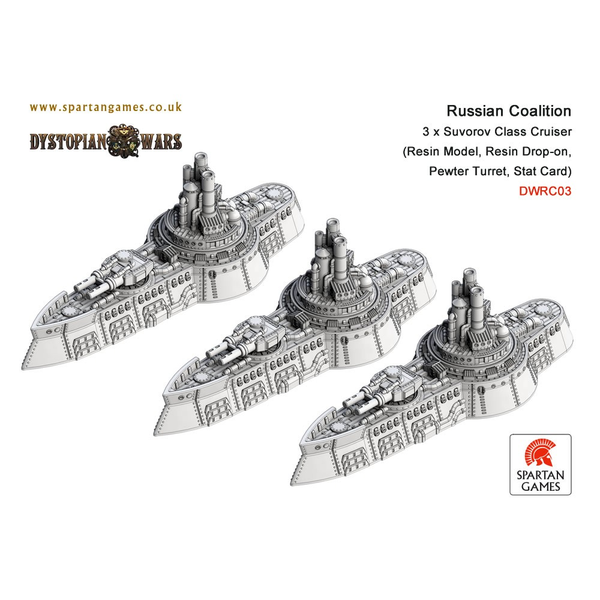 www.spartangames.co.uk
DYSTOPIAN WARS
Russian Coalition
3 x Suvorov Class Cruiser
(Resin Model, Resin Drop-on,
Pewter Turret, Stat Card)
DWRC03
SPARTAN
GAMES